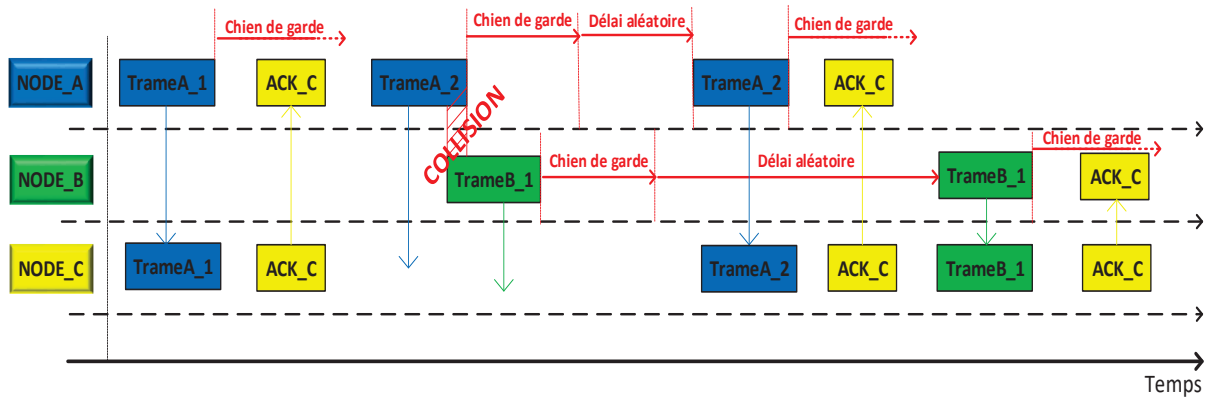 Chien de garde
Chien de garde
Délai aléatoire
Chien de garde
NODE_A
TrameA_1
ACK_C
TrameA_2
TrameA_2
ACK_C
COLLISION
Chien de garde
NODE_B
TrameB_1
Chien de garde
Délai aléatoire
TrameB_1
ACK_C
NODE_C
TrameA_1
ACK_C
TrameA_2
ACK_C
TrameB_1
ACK_C
Temps